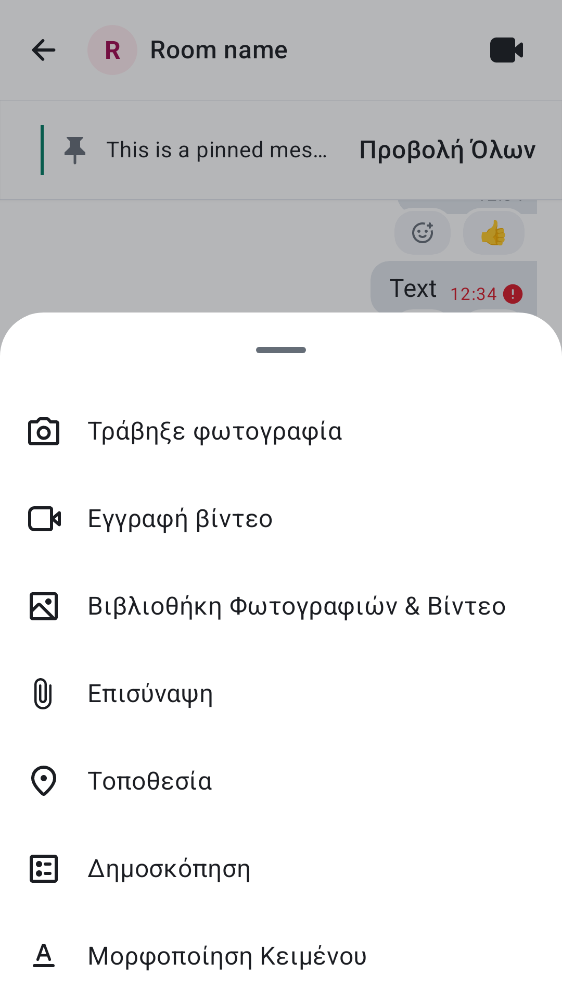 R Room name
This is a pinned mes… Προβολή Όλων
Text 12:34
Τράβηξε φωτογραφία
Εγγραφή βίντεο
Βιβλιοθήκη Φωτογραφιών & Βίντεο
Επισύναψη
Τοποθεσία
Δημοσκόπηση
Μορφοποίηση Κειμένου